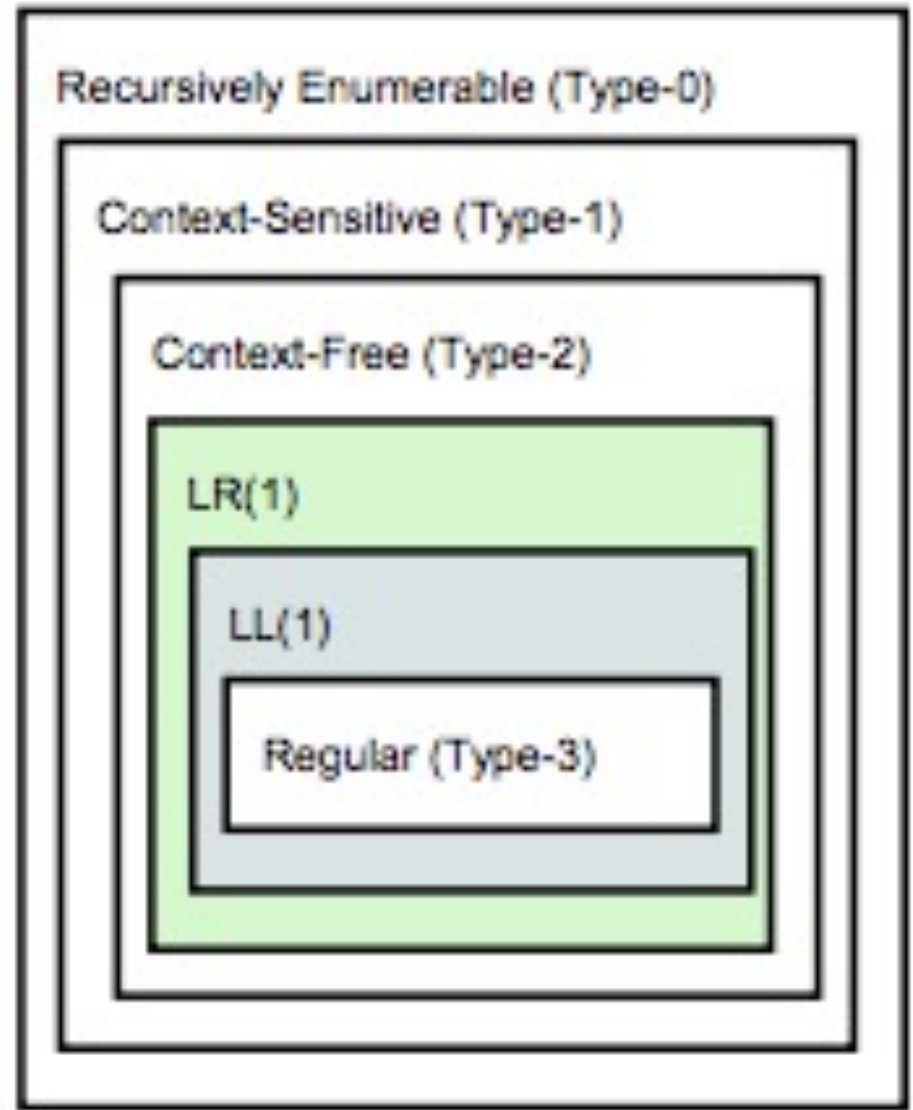 Recursively Enumerable (Type-0)
Context-Sensitive (Type-1)
Context-Free (Type-2)
LR(1)
LL(1)
Regular (Type-3)